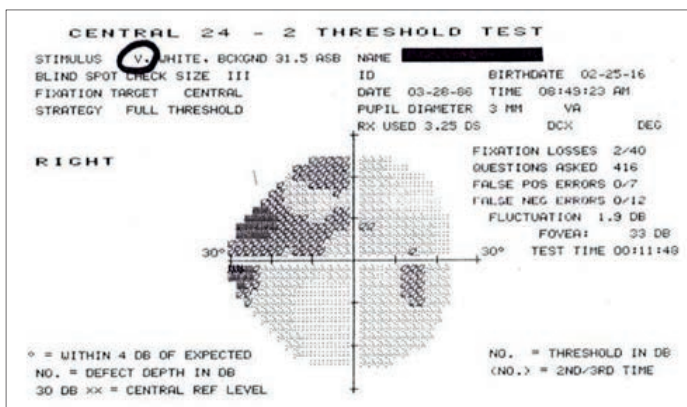 CENTRAL 24 - 2 THRESHOLD TEST
STIMULUS V. WHITE. BCKGND 31.5 ASB NAME
BLIND SPOT CHECK SIZE III ID BIRTHDATE 02-25-16
FIXATION TARGET CENTRAL DATE 03-28-86 TIME 08:49:23 AM
STRATEGY FULL THRESHOLD PUPIL DIAMETER 3 MM VA
RX USED 3.25 DS DCX DEG
RIGHT
FIXATION LOSSES 2/40
QUESTIONS ASKED 416
FALSE POS ERRORS 0/7
FALSE NEG ERRORS 0/12
FLUCTUATION 1.9 DB
FOVEA: 33 DB
30° 30° TEST TIME 00:11:48
° = WITHIN 4 DB OF EXPECTED
NO. = DEFECT DEPTH IN DB
30 DB XX = CENTRAL REF LEVEL
NO. = THRESHOLD IN DB
(NO.) = 2ND/3RD TIME